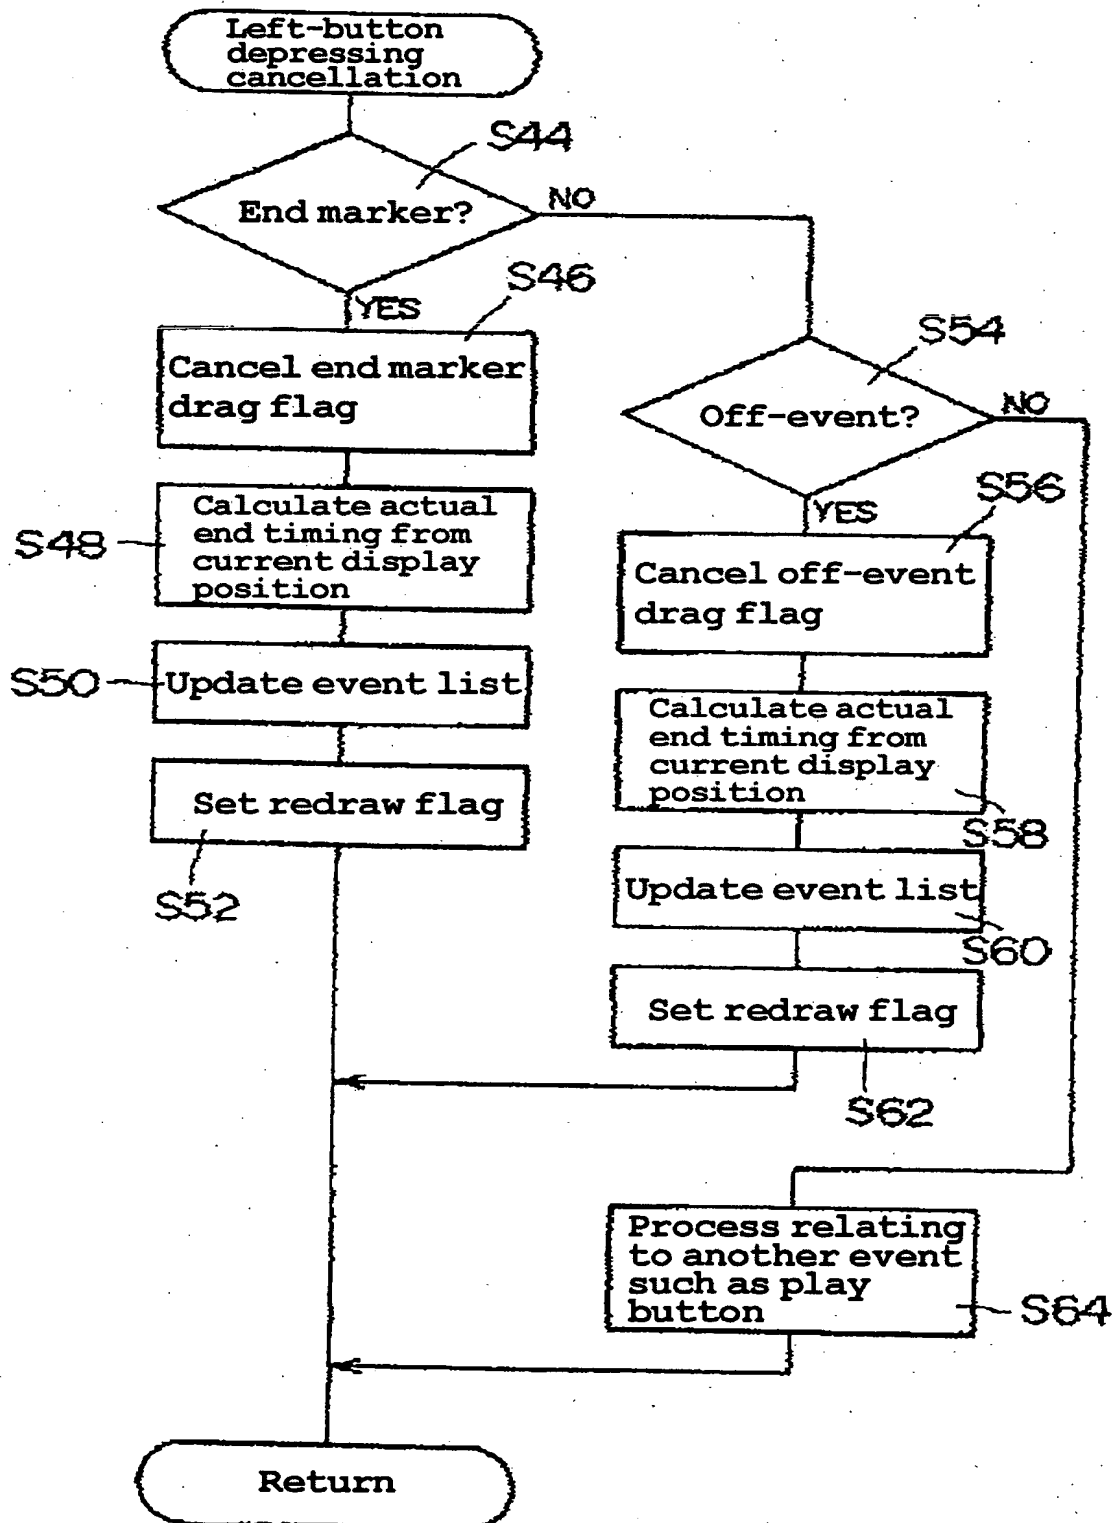 Left-button
depressing
cancellation
S44
End marker?
NO
YES
S46
Cancel end marker
drag flag
S48
Calculate actual
end timing from
current display
position
S50
Update event list
Set redraw flag
S52
S54
Off-event?
NO
YES
S56
Cancel off-event
drag flag
Calculate actual
end timing from
current display
position
S58
Update event list
S60
Set redraw flag
S62
Process relating
to another event
such as play
button
S64
Return